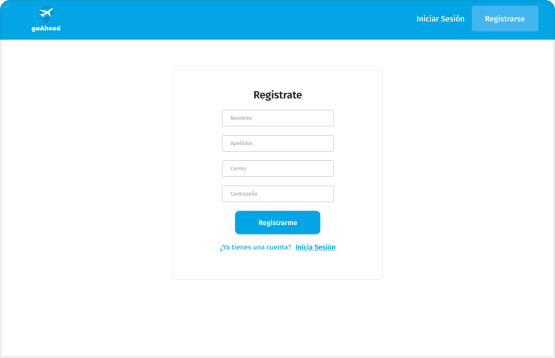 goAhead
Iniciar Sesión
Registrarse
Registrate
Nombres
Apellidos
Correo
Contraseña
Registrarme
¿Ya tienes una cuenta? Inicia Sesión